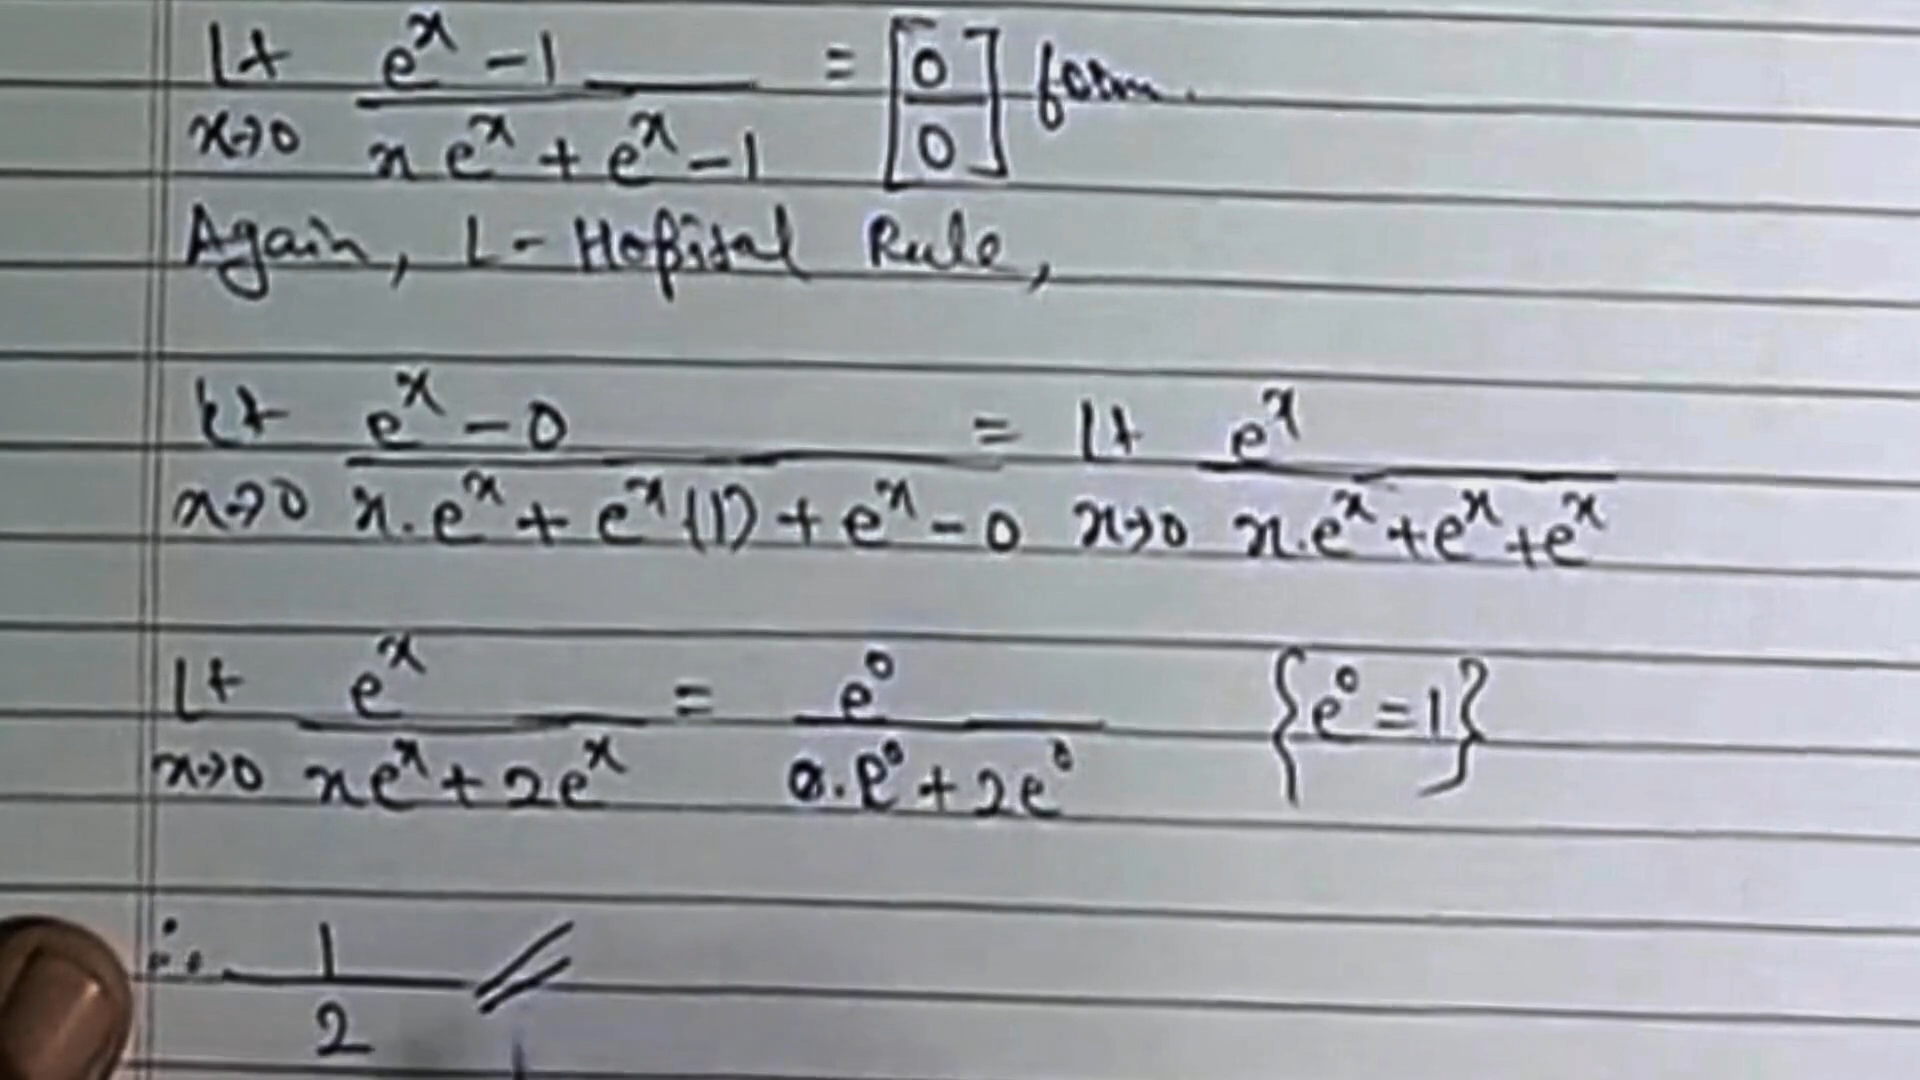 Lt e^x - 1 / x e^x + e^x - 1 = [0/0] form.
x→0
Again, L-Hopital Rule,
Lt e^x - 0 / x.e^x + e^x(1) + e^x - 0 = Lt e^x / x.e^x + e^x + e^x
x→0 x→0
Lt e^x / xe^x + 2e^x = e^0 / 0.e^0 + 2e^0 {e^0 = 1}
x→0
∴ 1/2